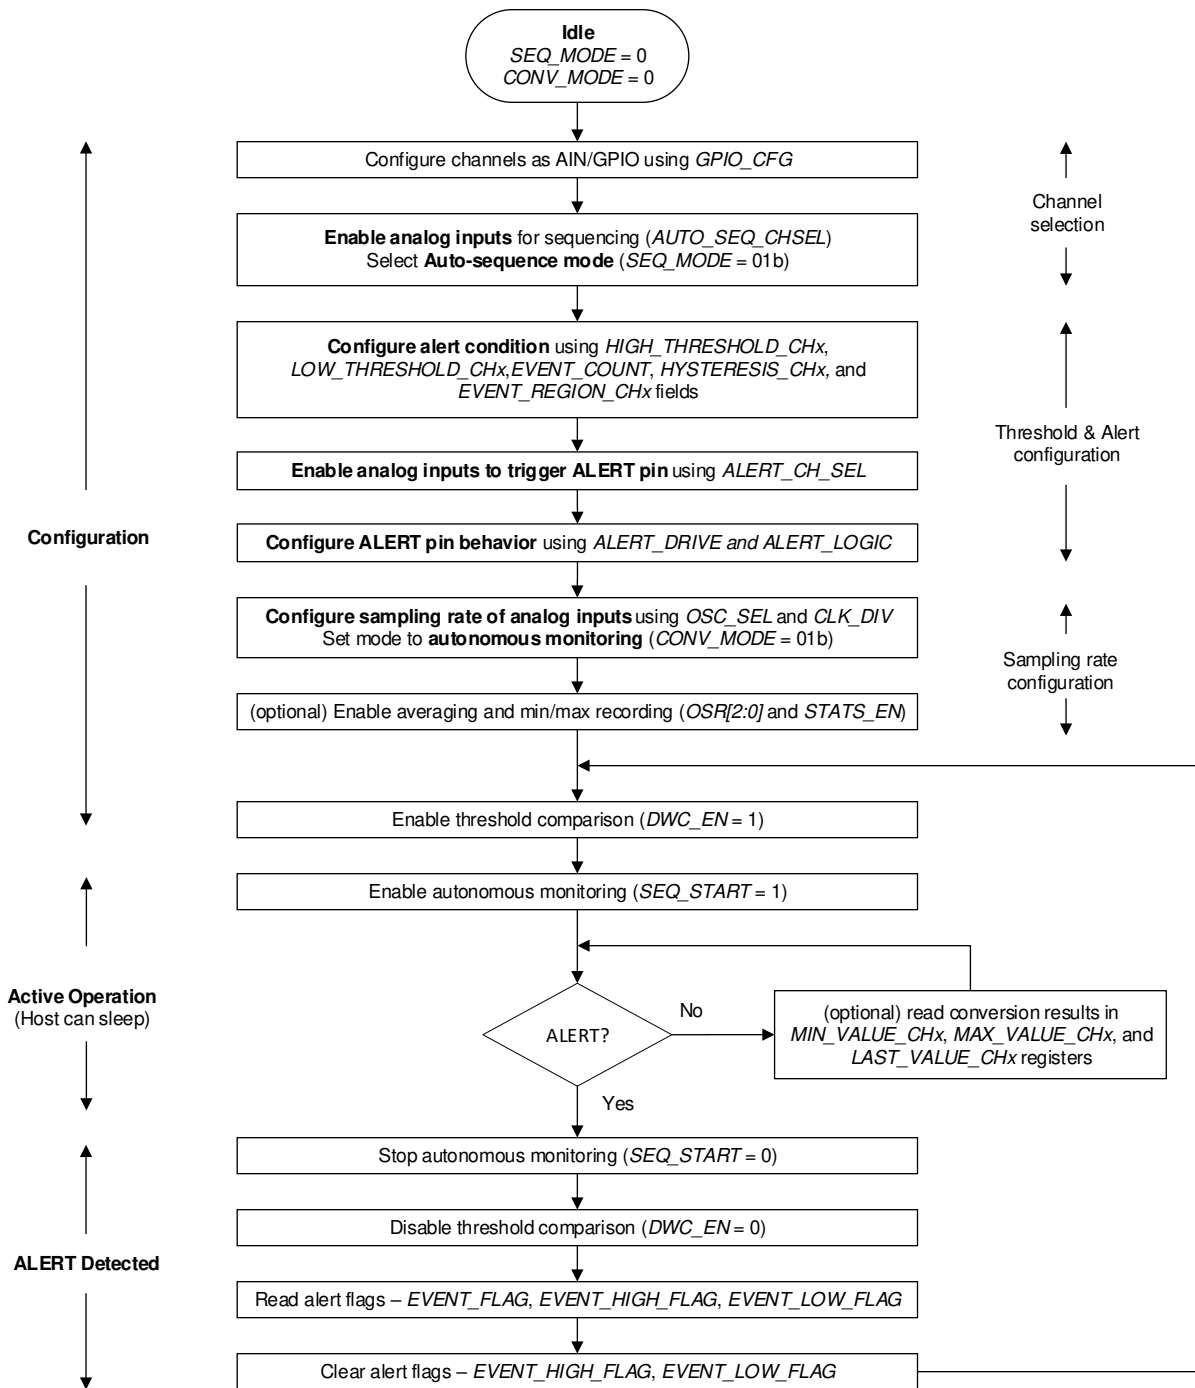 Idle
SEQ_MODE = 0
CONV_MODE = 0
Configure channels as AIN/GPIO using GPIO_CFG
Channel
selection
Enable analog inputs for sequencing (AUTO_SEQ_CHSEL)
Select Auto-sequence mode (SEQ_MODE = 01b)
Configure alert condition using HIGH_THRESHOLD_CHx,
LOW_THRESHOLD_CHx,EVENT_COUNT, HYSTERESIS_CHx, and
EVENT_REGION_CHx fields
Threshold & Alert
configuration
Enable analog inputs to trigger ALERT pin using ALERT_CH_SEL
Configuration
Configure ALERT pin behavior using ALERT_DRIVE and ALERT_LOGIC
Configure sampling rate of analog inputs using OSC_SEL and CLK_DIV
Set mode to autonomous monitoring (CONV_MODE = 01b)
Sampling rate
configuration
(optional) Enable averaging and min/max recording (OSR[2:0] and STATS_EN)
Enable threshold comparison (DWC_EN = 1)
Enable autonomous monitoring (SEQ_START = 1)
Active Operation
(Host can sleep)
ALERT?
No
(optional) read conversion results in
MIN_VALUE_CHx, MAX_VALUE_CHx, and
LAST_VALUE_CHx registers
Yes
Stop autonomous monitoring (SEQ_START = 0)
Disable threshold comparison (DWC_EN = 0)
ALERT Detected
Read alert flags – EVENT_FLAG, EVENT_HIGH_FLAG, EVENT_LOW_FLAG
Clear alert flags – EVENT_HIGH_FLAG, EVENT_LOW_FLAG